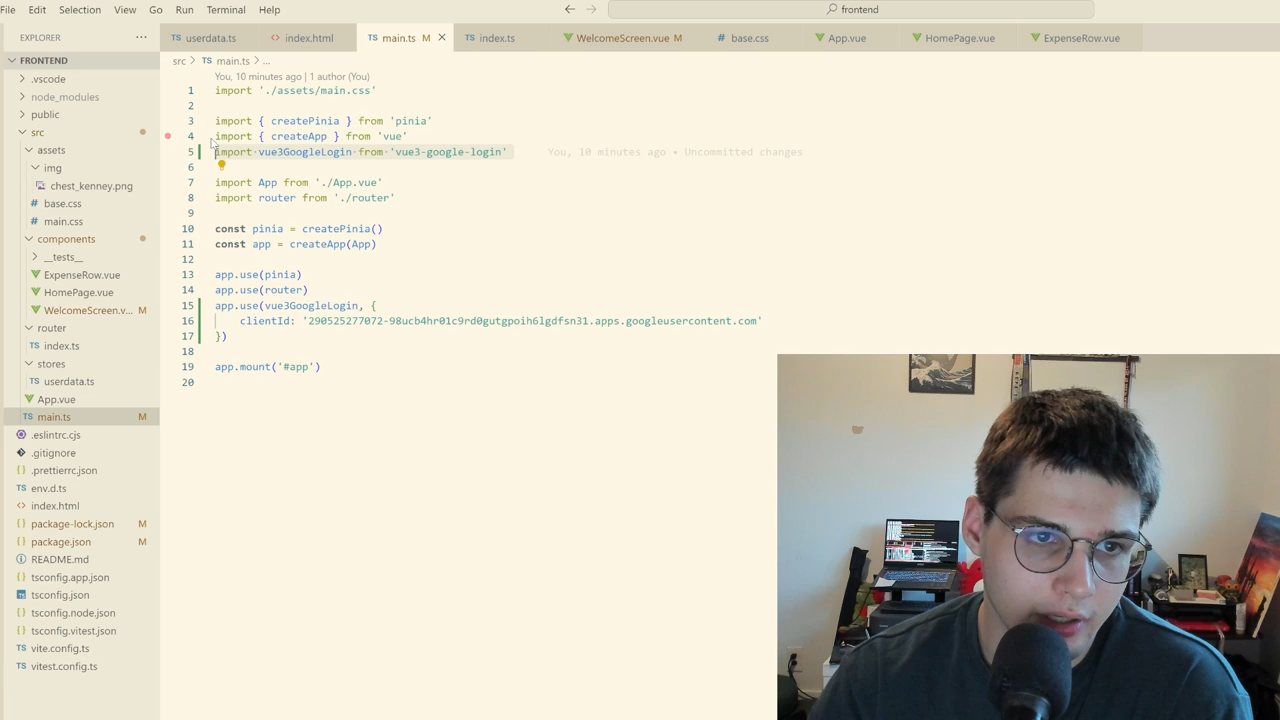 File Edit Selection View Go Run Terminal Help
frontend
EXPLORER
userdata.ts
index.html
main.ts M
index.ts
WelcomeScreen.vue M
base.css
App.vue
HomePage.vue
ExpenseRow.vue
FRONTEND
.vscode
node_modules
public
src
assets
img
chest_kenney.png
base.css
main.css
components
__tests__
ExpenseRow.vue
HomePage.vue
WelcomeScreen.v... M
router
index.ts
stores
userdata.ts
App.vue
main.ts M
.eslintrc.cjs
.gitignore
.prettierrc.json
env.d.ts
index.html
package-lock.json M
package.json M
README.md
tsconfig.app.json
tsconfig.json
tsconfig.node.json
tsconfig.vitest.json
vite.config.ts
vitest.config.ts
src > main.ts > ...
You, 10 minutes ago | 1 author (You)
1 import './assets/main.css'
2
3 import { createPinia } from 'pinia'
4 import { createApp } from 'vue'
5 import vue3GoogleLogin from 'vue3-google-login' You, 10 minutes ago • Uncommitted changes
6
7 import App from './App.vue'
8 import router from './router'
9
10 const pinia = createPinia()
11 const app = createApp(App)
12
13 app.use(pinia)
14 app.use(router)
15 app.use(vue3GoogleLogin, {
16 clientId: '290525277072-98ucb4hr01c9rd0gutgpoih6lgdfsn31.apps.googleusercontent.com'
17 })
18
19 app.mount('#app')
20